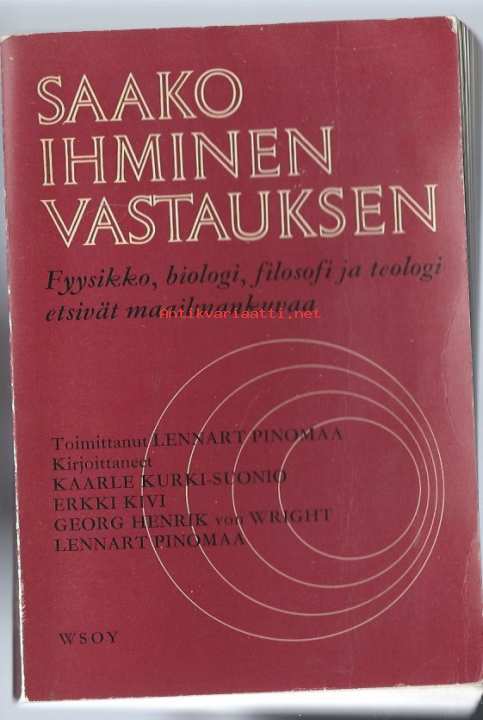 SAAKO
IHMINEN
VASTAUKSEN
Fyysikko, biologi, filosofi ja teologi
etsivät maailmankuvaa
Antikvariaatti.net
Toimittanut LENNART PINOMAA
Kirjoittaneet
KAARLE KURKI-SUONIO
ERKKI KIVI
GEORG HENRIK von WRIGHT
LENNART PINOMAA
WSOY